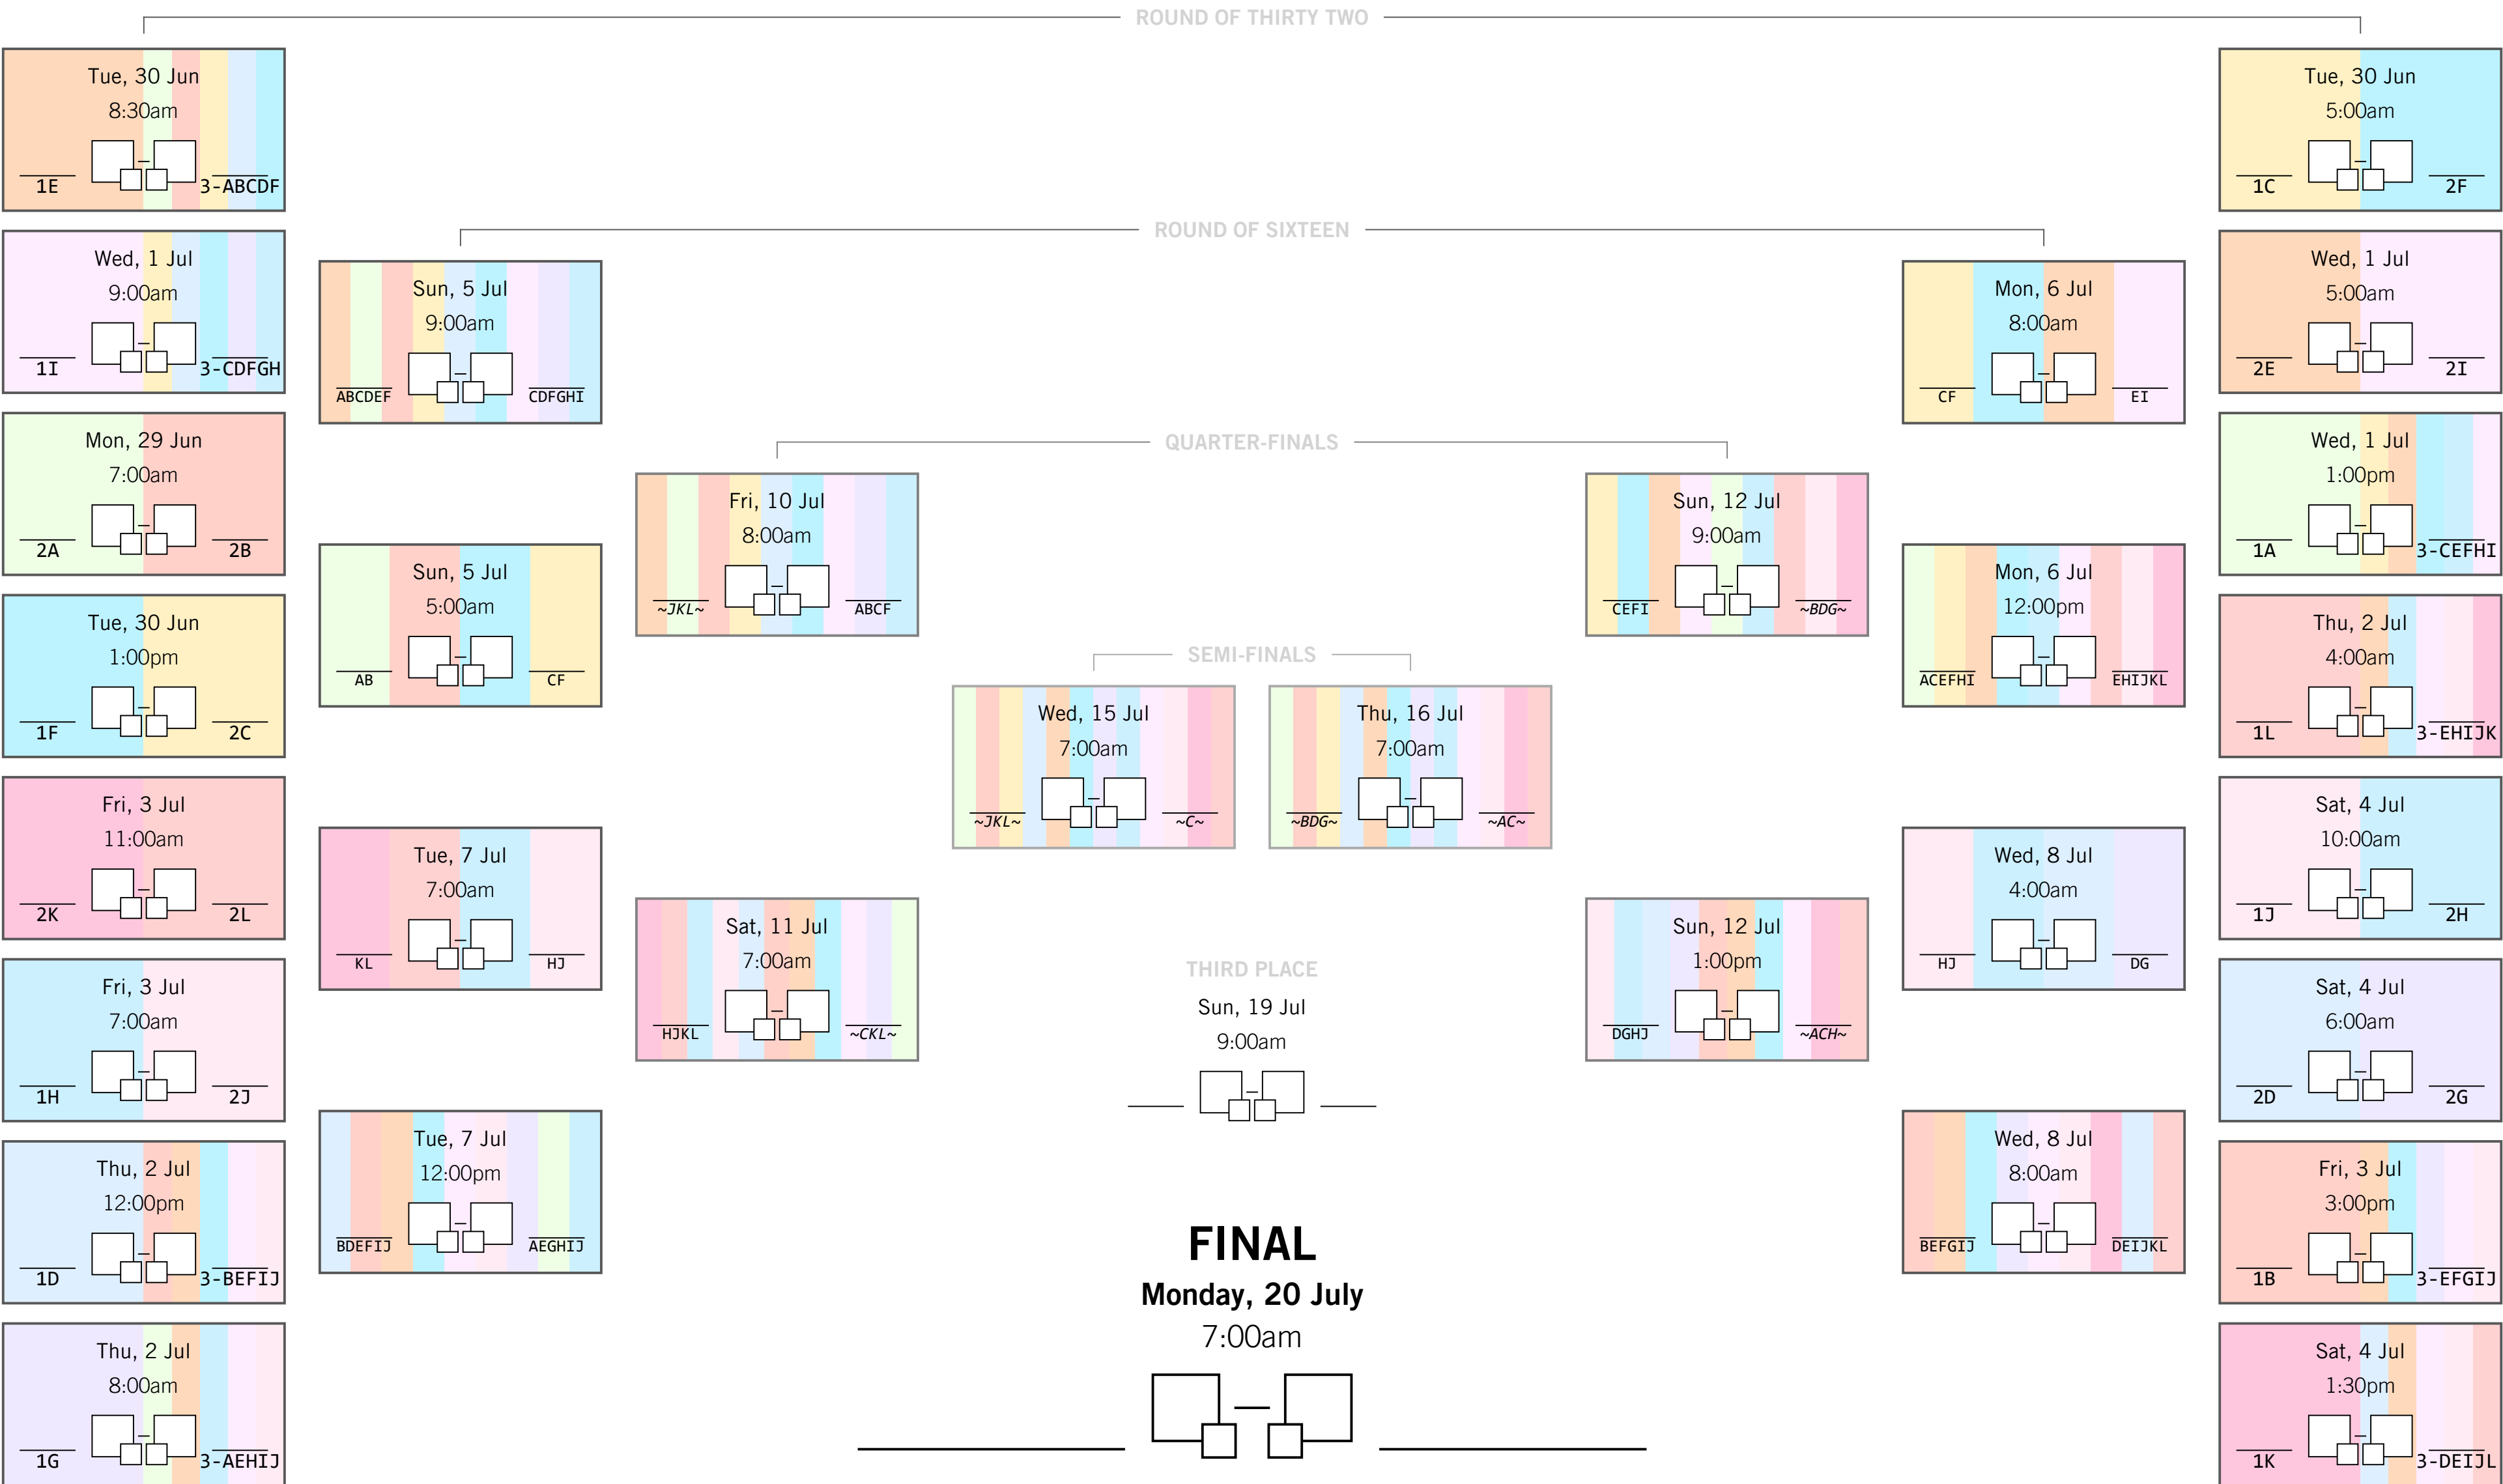 ROUND OF THIRTY TWO
Tue, 30 Jun
8:30am
1E – 3-ABCDF
Wed, 1 Jul
9:00am
1I – 3-CDFGH
Mon, 29 Jun
7:00am
2A – 2B
Tue, 30 Jun
1:00pm
1F – 2C
Fri, 3 Jul
11:00am
2K – 2L
Fri, 3 Jul
7:00am
1H – 2J
Thu, 2 Jul
12:00pm
1D – 3-BEFIJ
Thu, 2 Jul
8:00am
1G – 3-AEHIJ
ROUND OF SIXTEEN
Sun, 5 Jul
9:00am
ABCDEF – CDFGHI
Sun, 5 Jul
5:00am
AB – CF
Tue, 7 Jul
7:00am
KL – HJ
Tue, 7 Jul
12:00pm
BDEFIJ – AEGHIJ
QUARTER-FINALS
Fri, 10 Jul
8:00am
~JKL~ – ABCF
Sat, 11 Jul
7:00am
HJKL – ~CKL~
SEMI-FINALS
Wed, 15 Jul
7:00am
~JKL~ – ~C~
Thu, 16 Jul
7:00am
~BDG~ – ~AC~
THIRD PLACE
Sun, 19 Jul
9:00am
–
FINAL
Monday, 20 July
7:00am
—
Sun, 12 Jul
9:00am
CEFI – ~BDG~
Sun, 12 Jul
1:00pm
DGHJ – ~ACH~
Mon, 6 Jul
8:00am
CF – EI
Mon, 6 Jul
12:00pm
ACEFHI – EHIJKL
Wed, 8 Jul
4:00am
HJ – DG
Wed, 8 Jul
8:00am
BEFGIJ – DEIJKL
Tue, 30 Jun
5:00am
1C – 2F
Wed, 1 Jul
5:00am
2E – 2I
Wed, 1 Jul
1:00pm
1A – 3-CEFHI
Thu, 2 Jul
4:00am
1L – 3-EHIJK
Sat, 4 Jul
10:00am
1J – 2H
Sat, 4 Jul
6:00am
2D – 2G
Fri, 3 Jul
3:00pm
1B – 3-EFGIJ
Sat, 4 Jul
1:30pm
1K – 3-DEIJL